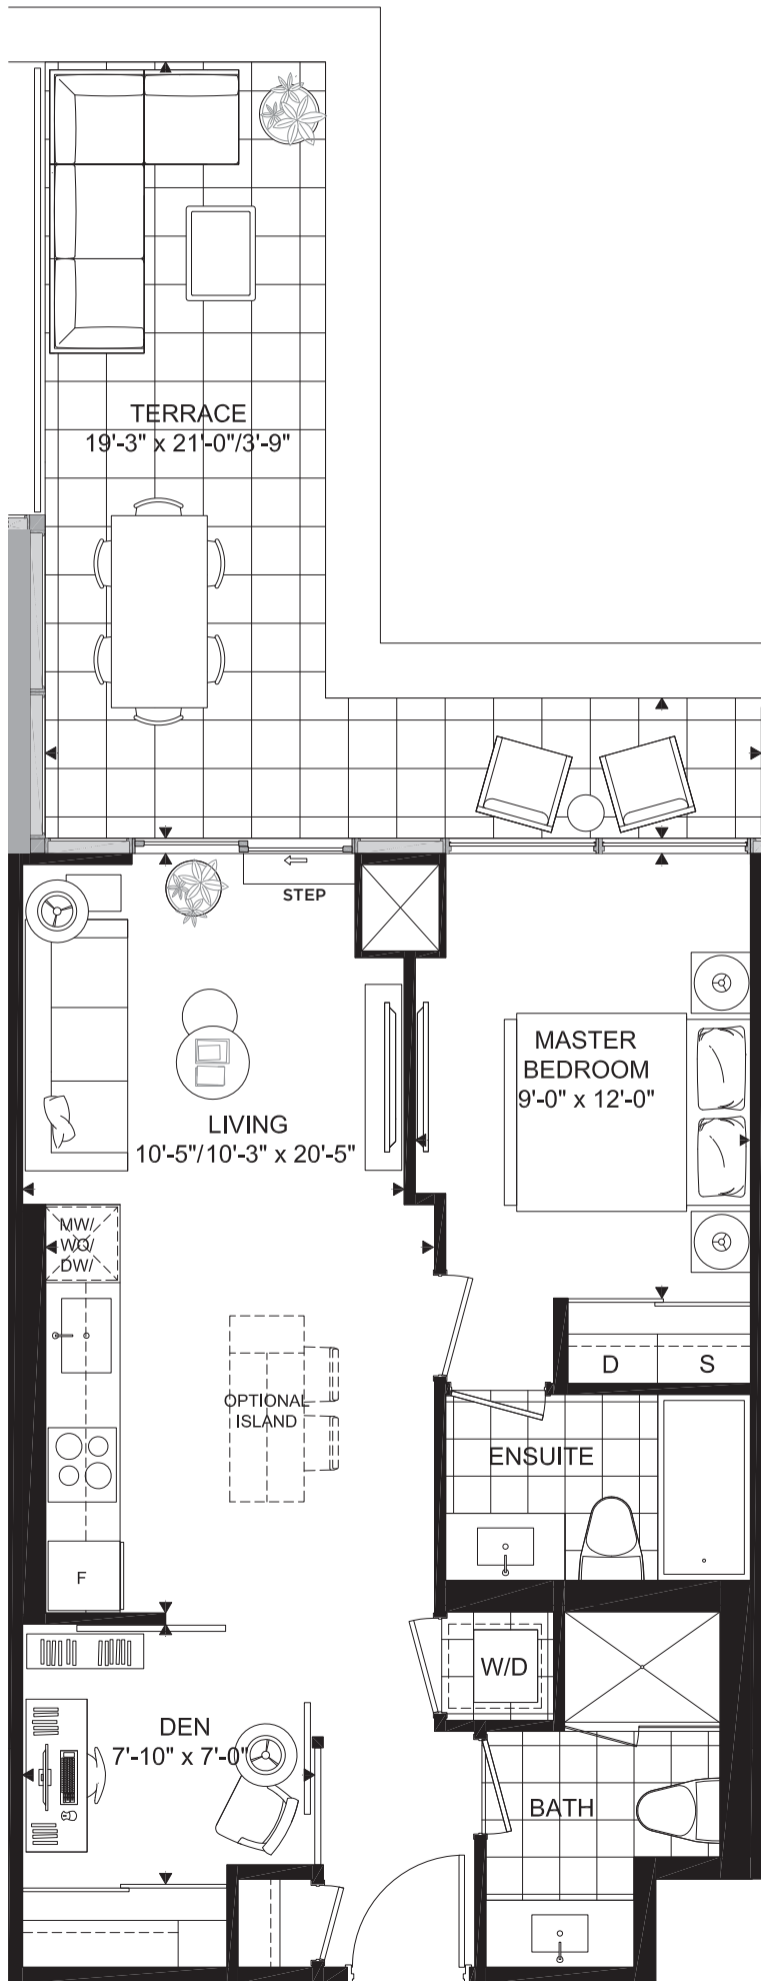 TERRACE
19'-3" x 21'-0"/3'-9"
STEP
MASTER
BEDROOM
9'-0" x 12'-0"
LIVING
10'-5"/10'-3" x 20'-5"
MW/
WO/
DW/
D S
OPTIONAL
ISLAND
ENSUITE
F
W/D
DEN
7'-10" x 7'-0"
BATH